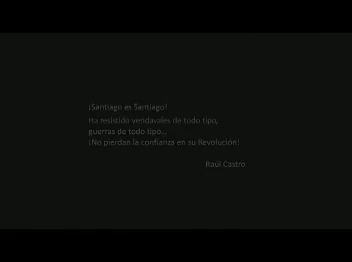 ¡Santiago es Santiago!
Ha resistido vendavales de todo tipo,
guerras de todo tipo...
¡No pierdan la confianza en su Revolución!
Raúl Castro